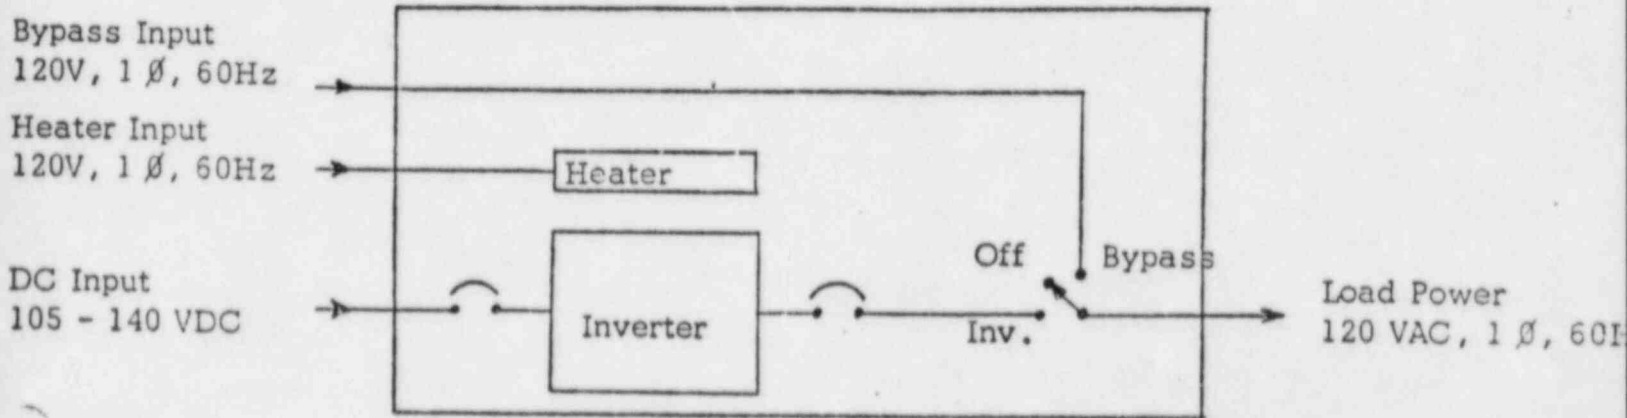 Bypass Input
120V, 1 Ø, 60Hz
Heater Input
120V, 1 Ø, 60Hz
Heater
DC Input
105 - 140 VDC
Inverter
Off
Bypass
Inv.
Load Power
120 VAC, 1 Ø, 60H